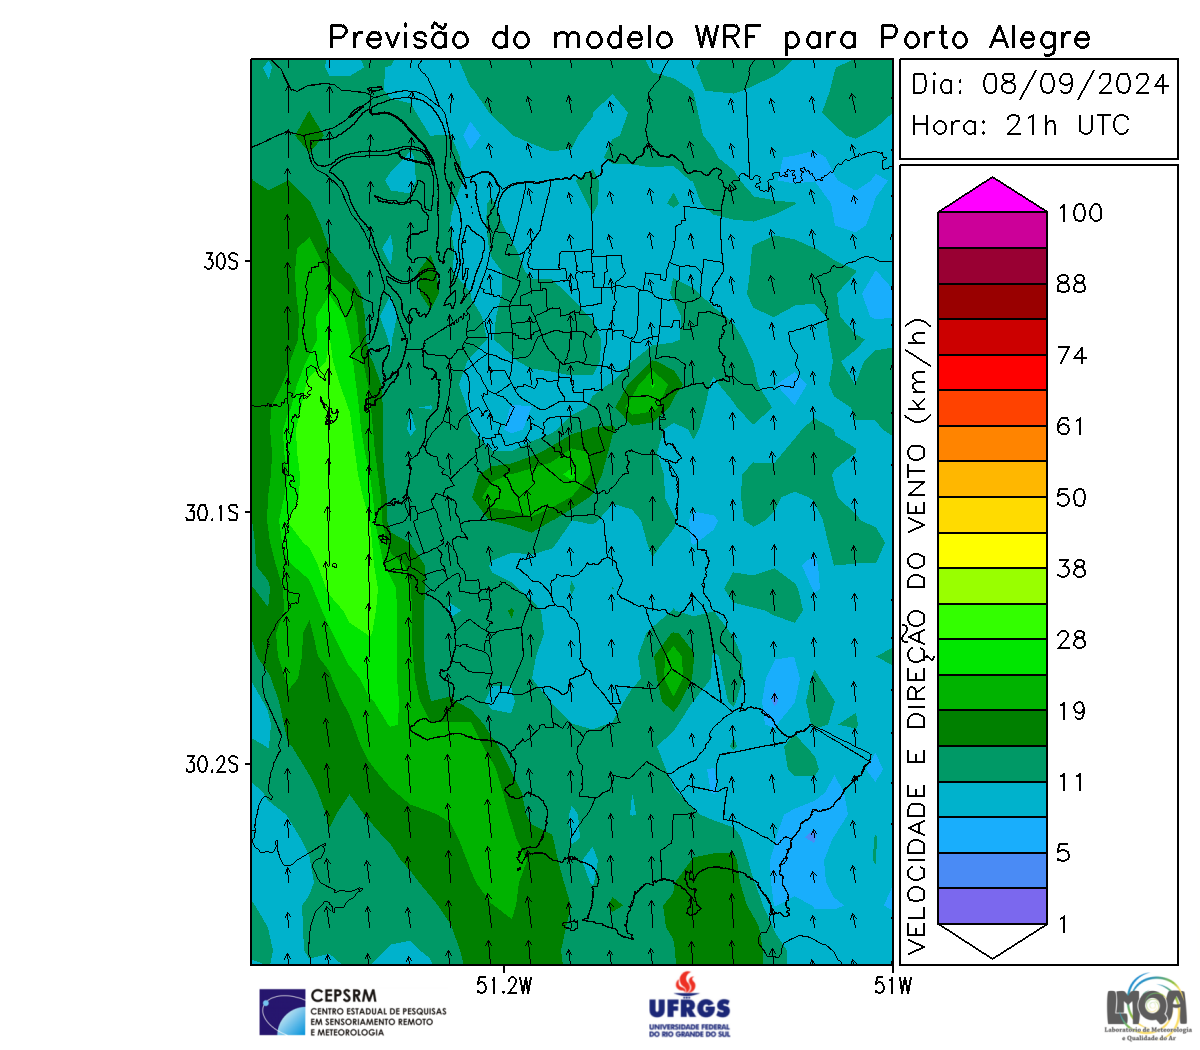 Previsão do modelo WRF para Porto Alegre
Dia: 08/09/2024
Hora: 21h UTC
30S
30.1S
30.2S
51.2W
51W
VELOCIDADE E DIREÇÃO DO VENTO (km/h)
100
88
74
61
50
38
28
19
11
5
1
CEPSRM
CENTRO ESTADUAL DE PESQUISAS
EM SENSORIAMENTO REMOTO
E METEOROLOGIA
UFRGS
UNIVERSIDADE FEDERAL
DO RIO GRANDE DO SUL
LMQA
Laboratório de Meteorologia
e Qualidade do Ar